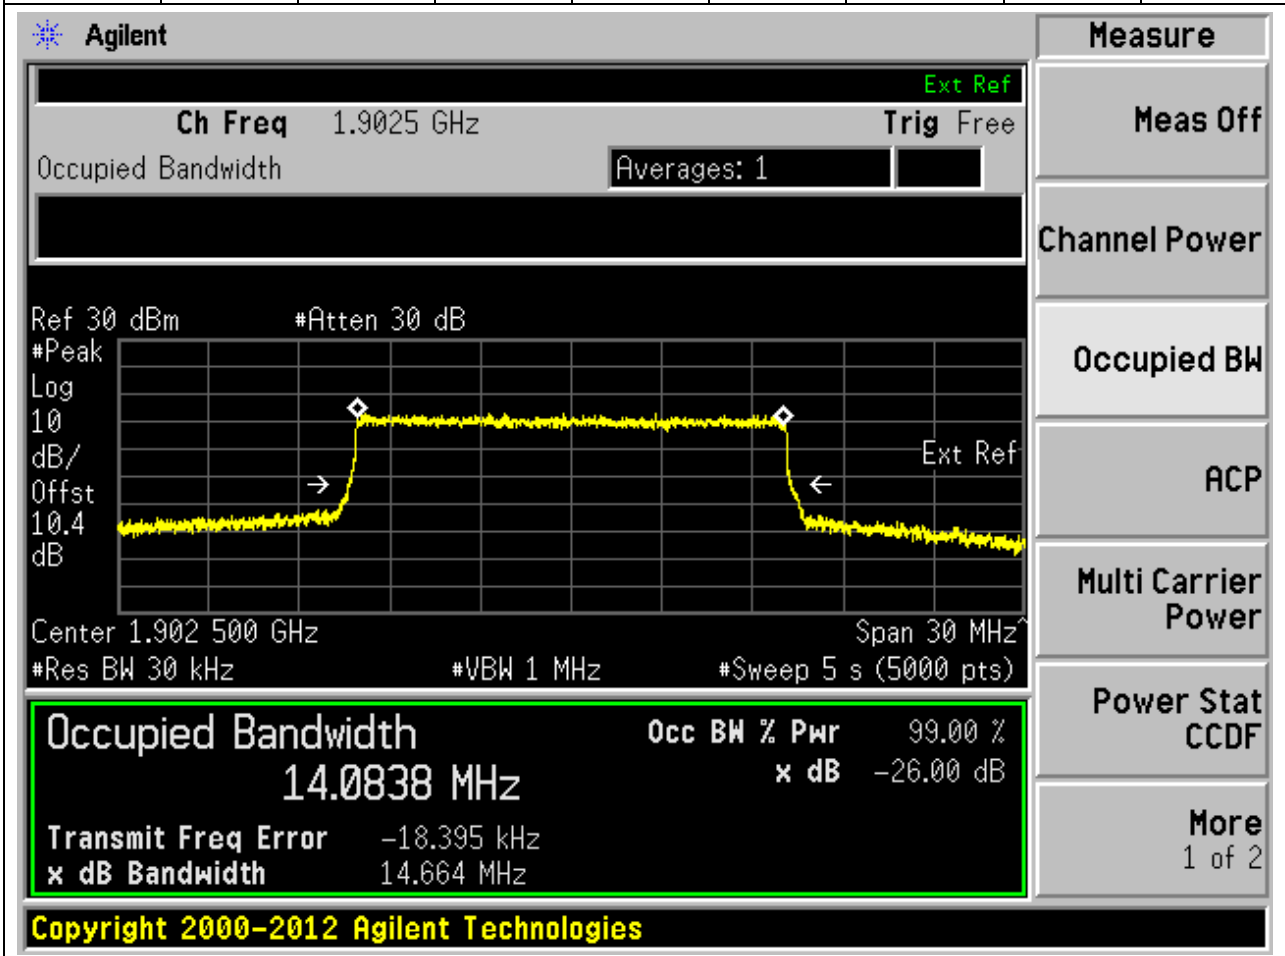 Agilent
Measure
Ext Ref
Ch Freq 1.9025 GHz Trig Free
Occupied Bandwidth Averages: 1
Meas Off
Channel Power
Occupied BW
ACP
Multi Carrier
Power
Power Stat
CCDF
More
1 of 2
Ref 30 dBm #Atten 30 dB
#Peak
Log
10
dB/
Offst
10.4
dB
Ext Ref
Center 1.902 500 GHz Span 30 MHz^
#Res BW 30 kHz #VBW 1 MHz #Sweep 5 s (5000 pts)
Occupied Bandwidth Occ BW % Pwr 99.00 %
14.0838 MHz x dB -26.00 dB
Transmit Freq Error -18.395 kHz
x dB Bandwidth 14.664 MHz
Copyright 2000-2012 Agilent Technologies